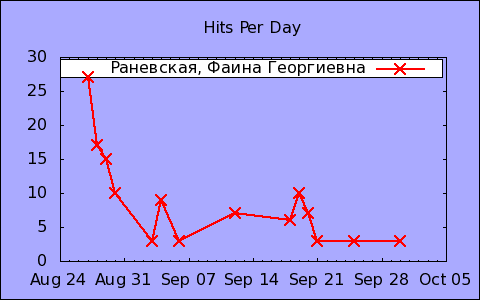 Hits Per Day
Раневская, Фаина Георгиевна
30
25
20
15
10
5
0
Aug 24 Aug 31 Sep 07 Sep 14 Sep 21 Sep 28 Oct 05